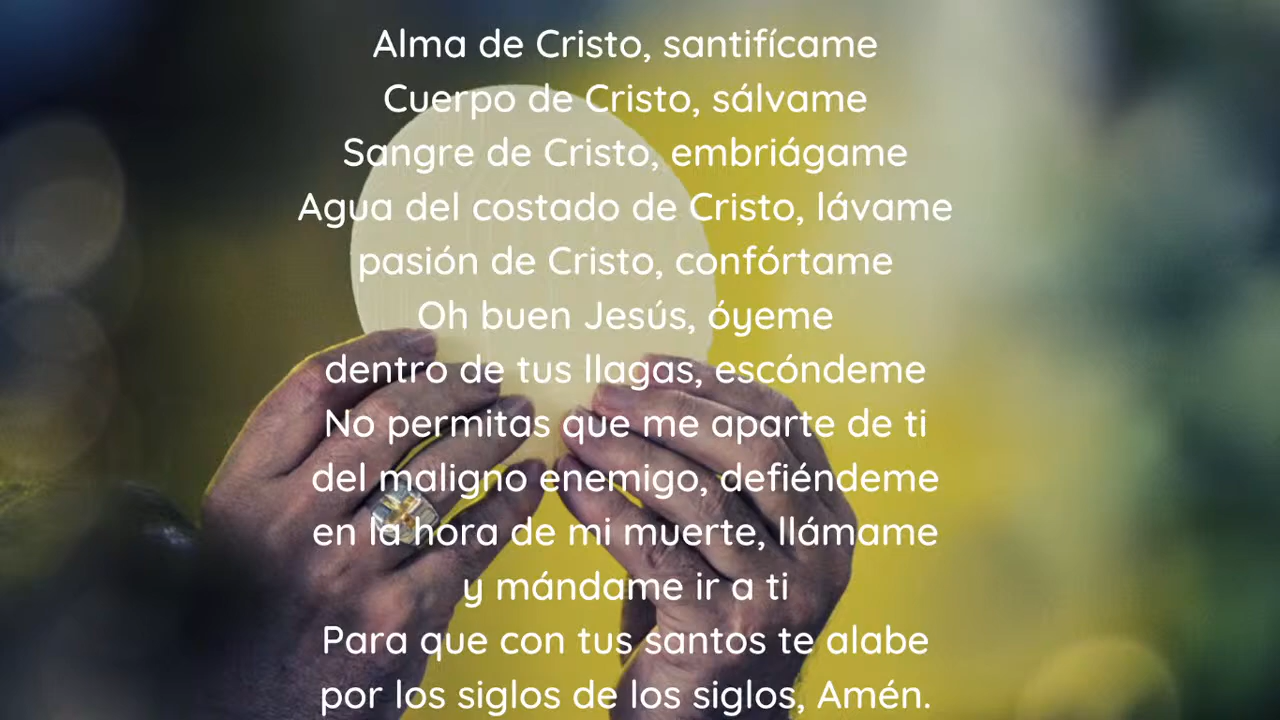 Alma de Cristo, santifícame
Cuerpo de Cristo, sálvame
Sangre de Cristo, embriágame
Agua del costado de Cristo, lávame
pasión de Cristo, confórtame
Oh buen Jesús, óyeme
dentro de tus llagas, escóndeme
No permitas que me aparte de ti
del maligno enemigo, defiéndeme
en la hora de mi muerte, llámame
y mándame ir a ti
Para que con tus santos te alabe
por los siglos de los siglos, Amén.